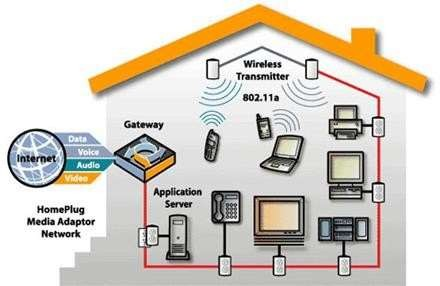 Wireless
Transmitter
802.11a
Gateway
Data
Voice
Audio
Video
Internet
Application
Server
HomePlug
Media Adaptor
Network